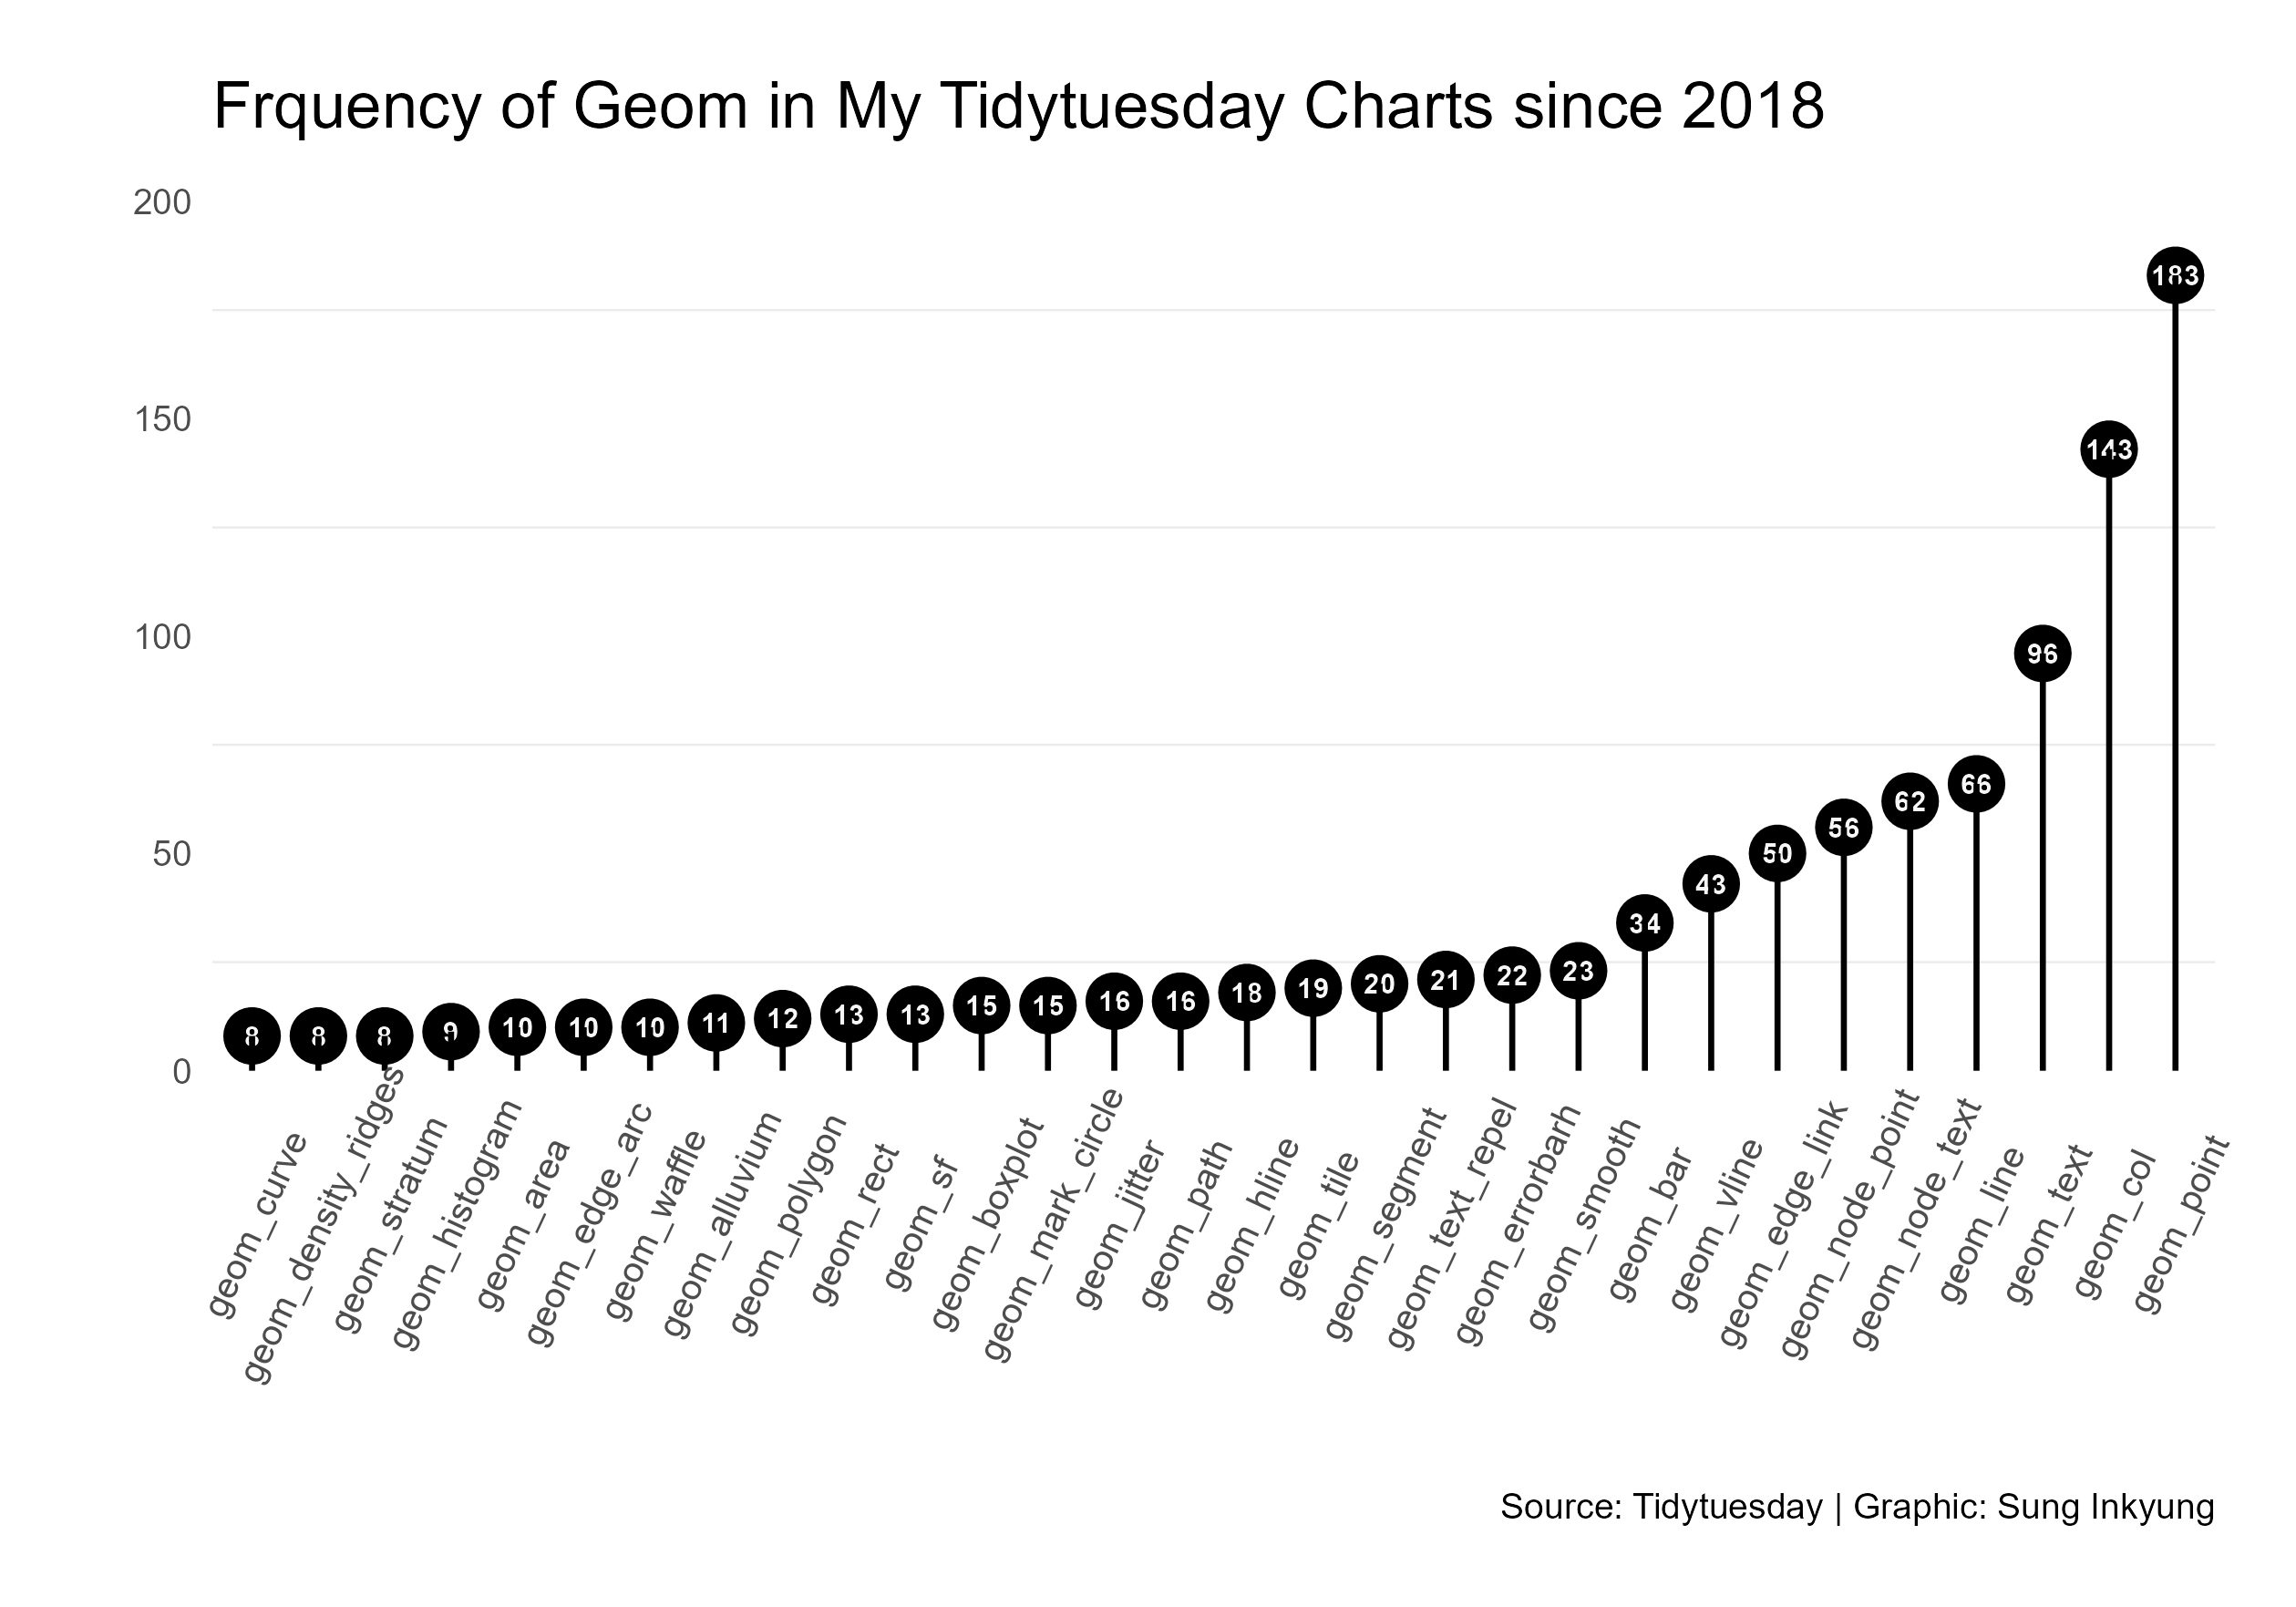 Frquency of Geom in My Tidytuesday Charts since 2018
200
150
100
50
0
8
8
8
9
10
10
10
11
12
13
13
15
15
16
16
18
19
20
21
22
23
34
43
50
56
62
66
96
143
183
geom_curve
geom_density_ridges
geom_stratum
geom_histogram
geom_area
geom_edge_arc
geom_waffle
geom_alluvium
geom_polygon
geom_rect
geom_sf
geom_boxplot
geom_mark_circle
geom_jitter
geom_path
geom_hline
geom_tile
geom_segment
geom_text_repel
geom_errorbarh
geom_smooth
geom_bar
geom_vline
geom_edge_link
geom_node_point
geom_node_text
geom_line
geom_text
geom_col
geom_point
Source: Tidytuesday | Graphic: Sung Inkyung